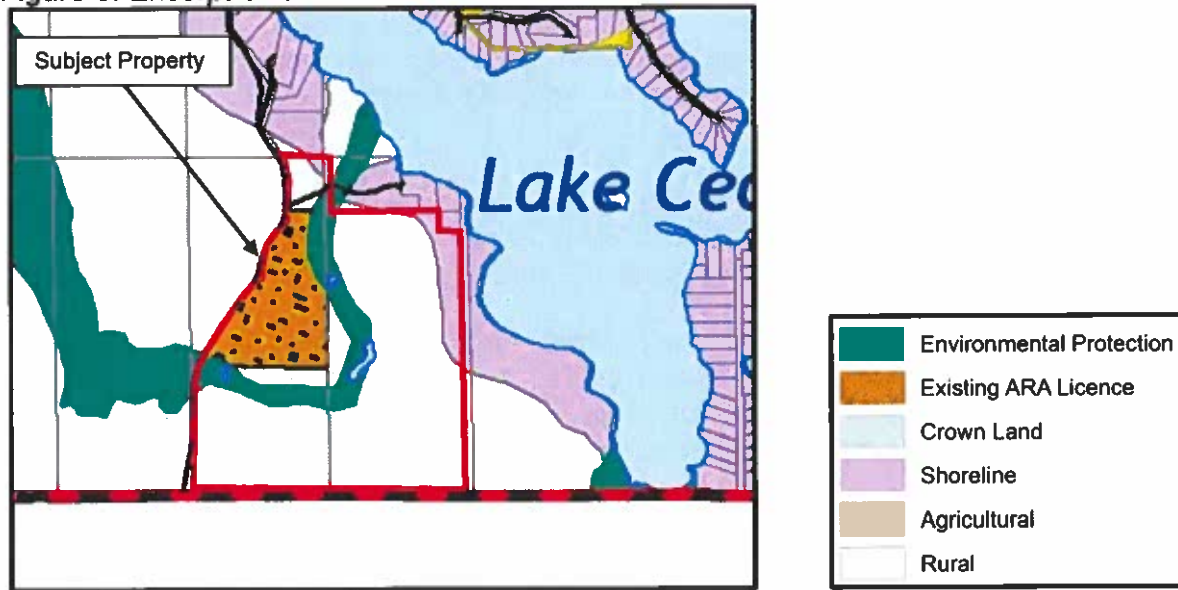 Subject Property
Lake Ce
Environmental Protection
Existing ARA Licence
Crown Land
Shoreline
Agricultural
Rural